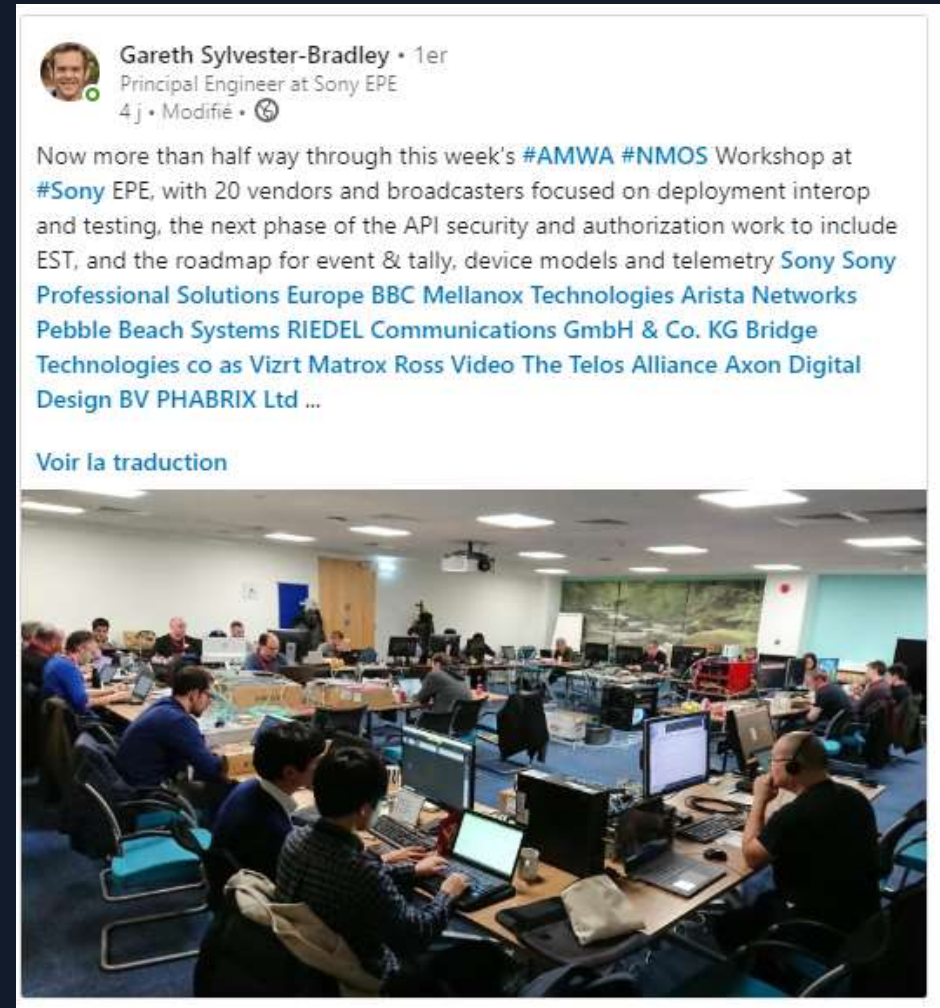 Gareth Sylvester-Bradley • 1er
Principal Engineer at Sony EPE
4 j • Modifié •
Now more than half way through this week's #AMWA #NMOS Workshop at
#Sony EPE, with 20 vendors and broadcasters focused on deployment interop
and testing, the next phase of the API security and authorization work to include
EST, and the roadmap for event & tally, device models and telemetry Sony Sony
Professional Solutions Europe BBC Mellanox Technologies Arista Networks
Pebble Beach Systems RIEDEL Communications GmbH & Co. KG Bridge
Technologies co as Vizrt Matrox Ross Video The Telos Alliance Axon Digital
Design BV PHABRIX Ltd ...
Voir la traduction